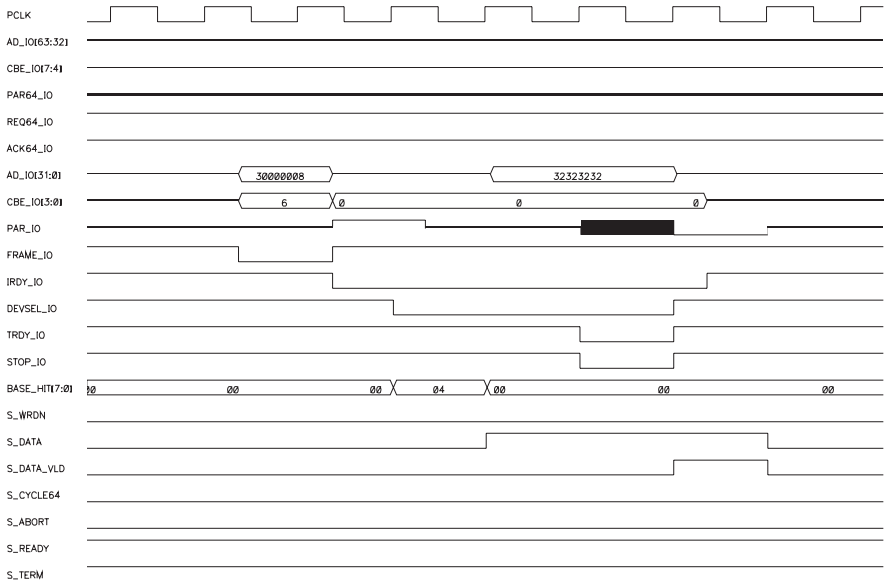 PCLK
AD_IO[63:32]
CBE_IO[7:4]
PAR64_IO
REQ64_IO
ACK64_IO
AD_IO[31:0] 30000008 32323232
CBE_IO[3:0] 6 0 0 0
PAR_IO
FRAME_IO
IRDY_IO
DEVSEL_IO
TRDY_IO
STOP_IO
BASE_HIT[7:0] 00 00 00 04 00 00 00
S_WRDN
S_DATA
S_DATA_VLD
S_CYCLE64
S_ABORT
S_READY
S_TERM